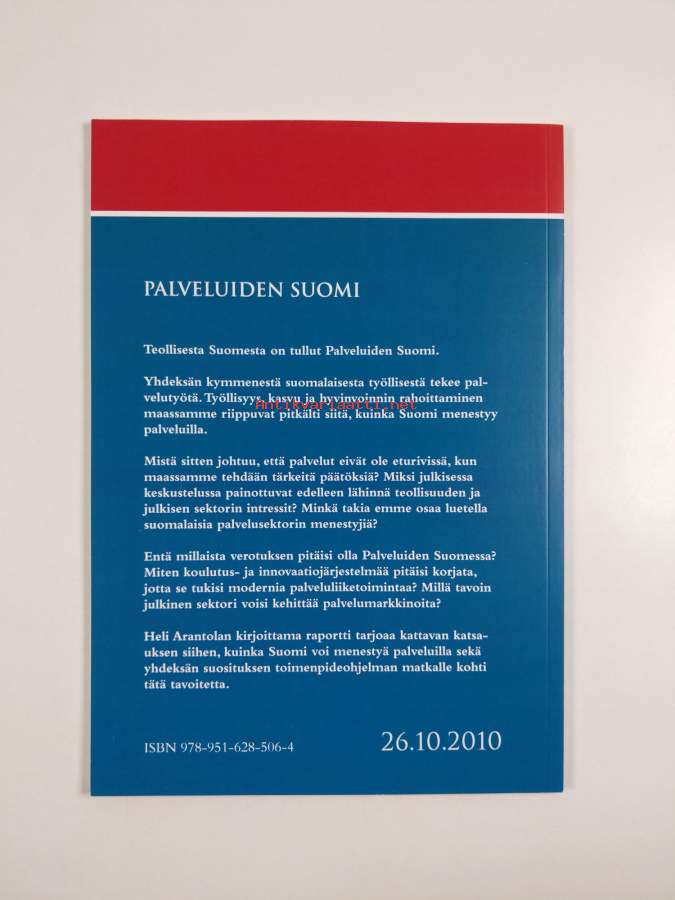 PALVELUIDEN SUOMI
Teollisesta Suomesta on tullut Palveluiden Suomi.
Yhdeksän kymmenestä suomalaisesta työllisestä tekee pal-
velutyötä. Työllisyys, kasvu ja hyvinvoinnin rahoittaminen
Antikvariaatti.net
maassamme riippuvat pitkälti siitä, kuinka Suomi menestyy
palveluilla.
Mistä sitten johtuu, että palvelut eivät ole eturivissä, kun
maassamme tehdään tärkeitä päätöksiä? Miksi julkisessa
keskustelussa painottuvat edelleen lähinnä teollisuuden ja
julkisen sektorin intressit? Minkä takia emme osaa luetella
suomalaisia palvelusektorin menestyjiä?
Entä millaista verotuksen pitäisi olla Palveluiden Suomessa?
Miten koulutus- ja innovaatiojärjestelmää pitäisi korjata,
jotta se tukisi modernia palveluliiketoimintaa? Millä tavoin
julkinen sektori voisi kehittää palvelumarkkinoita?
Heli Arantolan kirjoittama raportti tarjoaa kattavan katsa-
uksen siihen, kuinka Suomi voi menestyä palveluilla sekä
yhdeksän suosituksen toimenpideohjelman matkalle kohti
tätä tavoitetta.
ISBN 978-951-628-506-4
26.10.2010